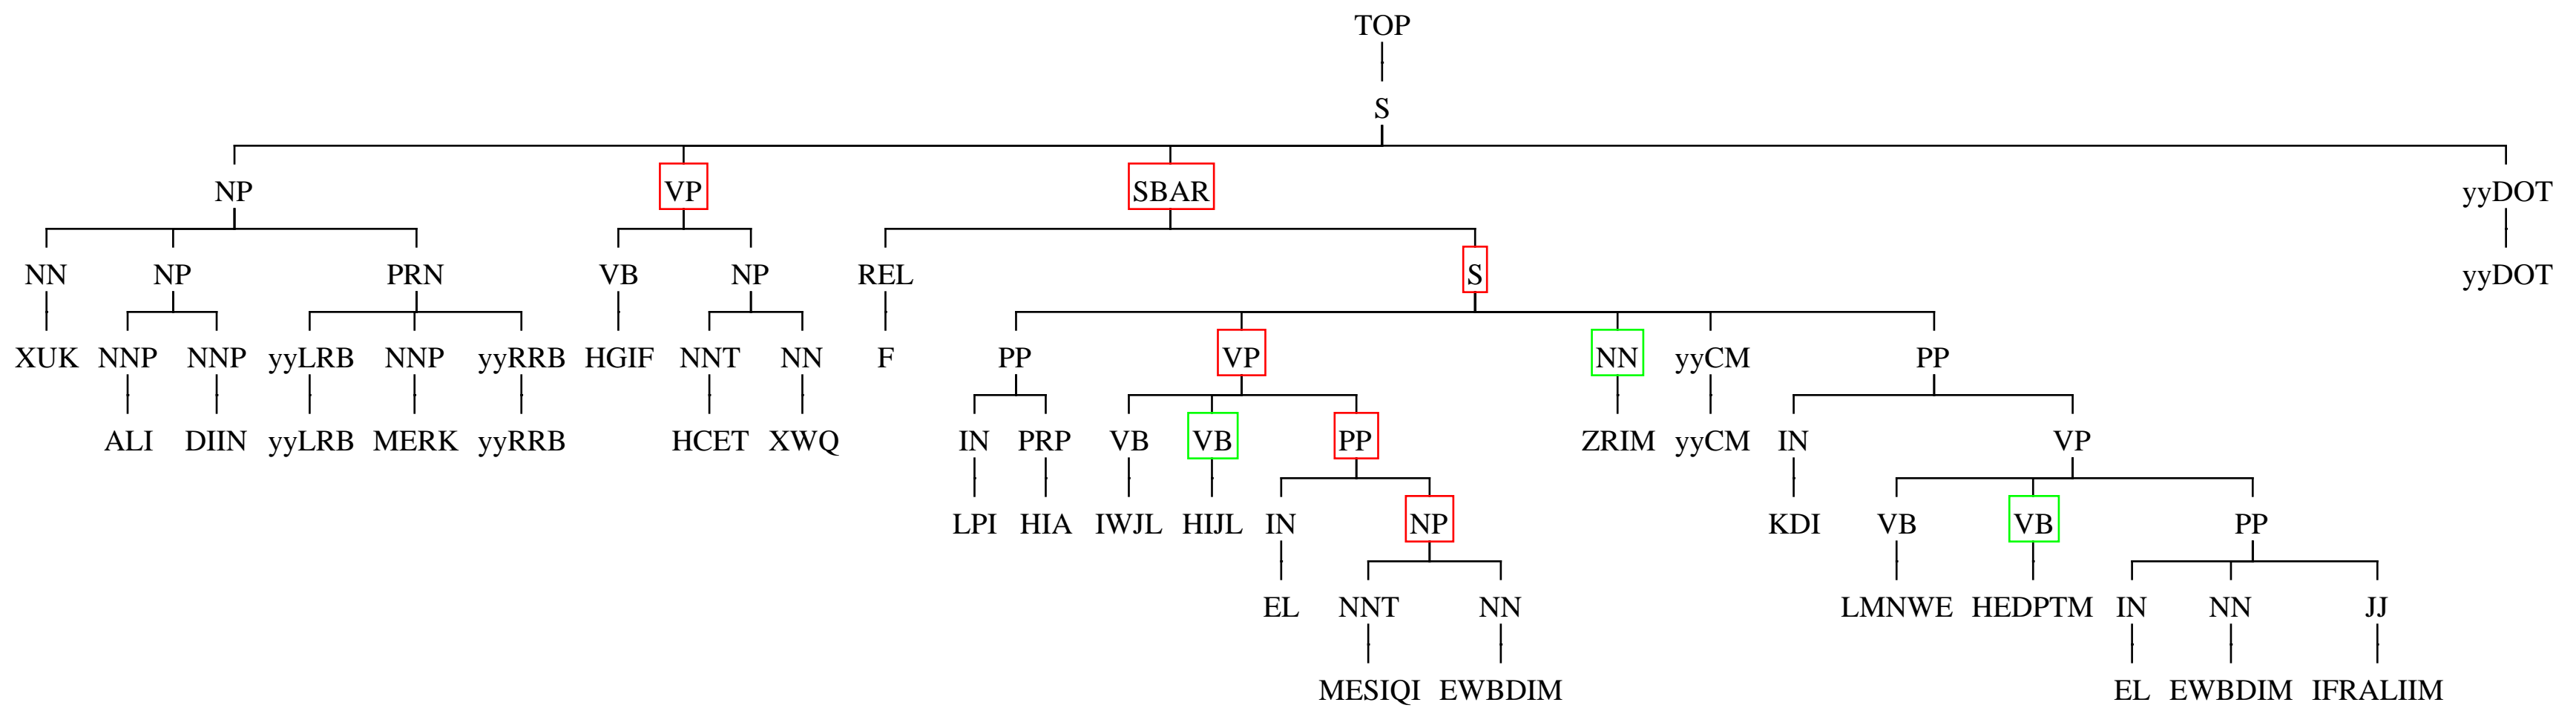 TOP
S
NP VP SBAR yyDOT
NN NP PRN VB NP REL S yyDOT
XUK NNP NNP yyLRB NNP yyRRB HGIF NNT NN F PP VP NN yyCM PP
ALI DIIN yyLRB MERK yyRRB HCET XWQ IN PRP VB VB PP ZRIM yyCM IN VP
LPI HIA IWJL HIJL IN NP KDI VB VB PP
EL NNT NN LMNWE HEDPTM IN NN JJ
MESIQI EWBDIM EL EWBDIM IFRALIIM